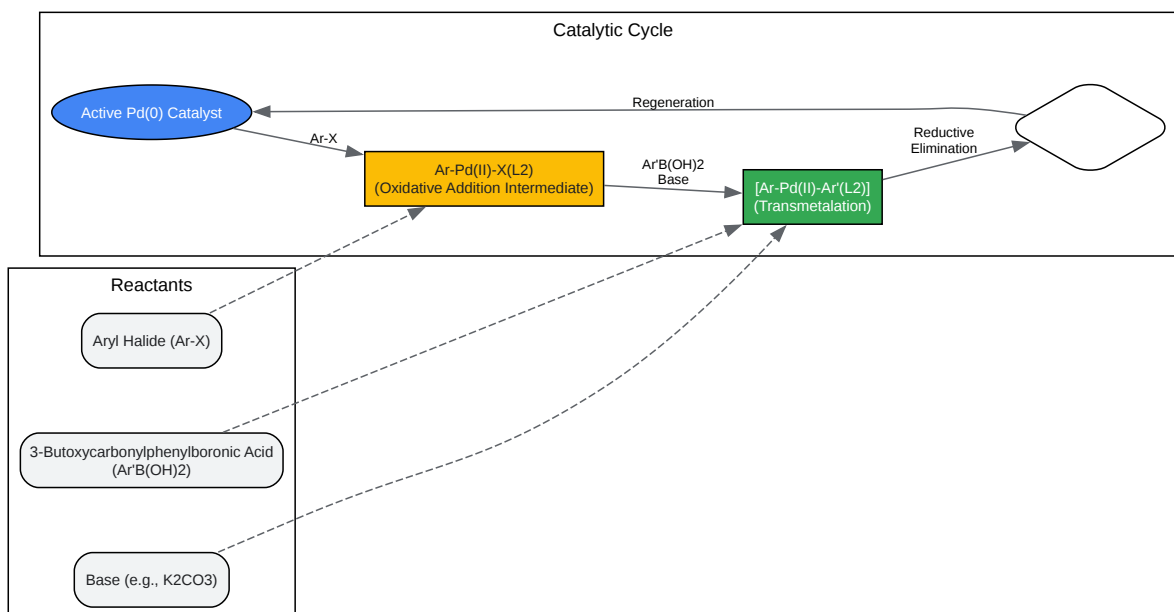 Catalytic Cycle
Active Pd(0) Catalyst
Regeneration
Ar-X
Ar-Pd(II)-X(L2)
(Oxidative Addition Intermediate)
Ar'B(OH)2
Base
[Ar-Pd(II)-Ar'(L2)]
(Transmetalation)
Reductive
Elimination
Reactants
Aryl Halide (Ar-X)
3-Butoxycarbonylphenylboronic Acid
(Ar'B(OH)2)
Base (e.g., K2CO3)